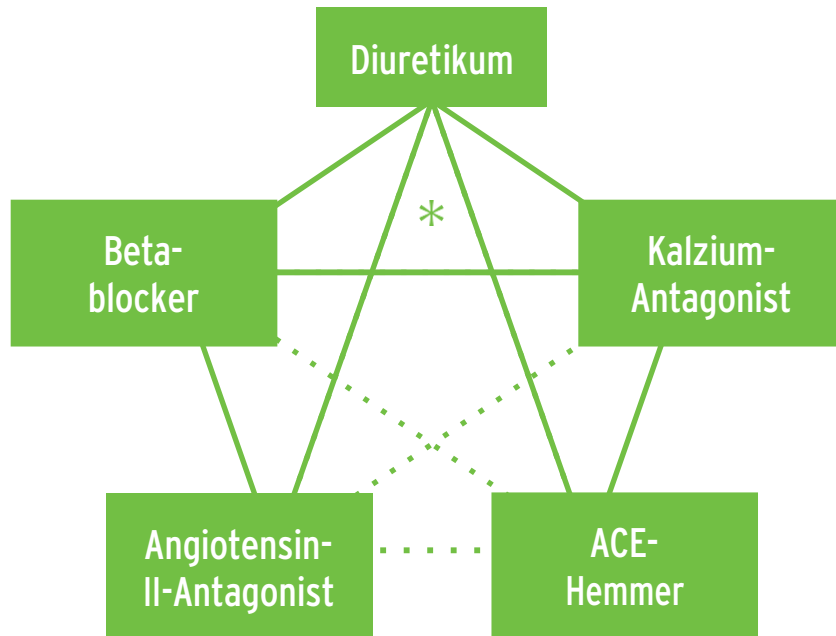 Diuretikum
*
Beta-
blocker
Kalzium-
Antagonist
Angiotensin-
II-Antagonist
ACE-
Hemmer